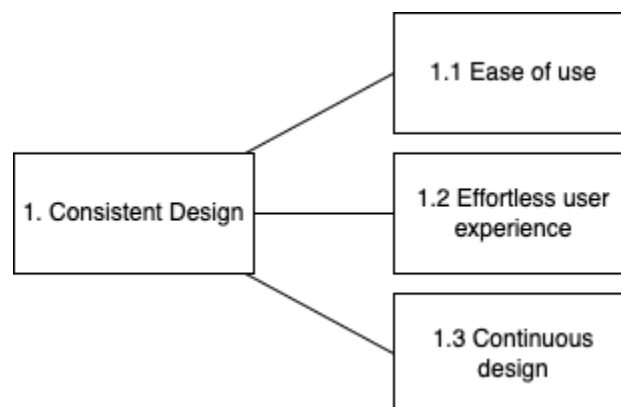 1.1 Ease of use
1. Consistent Design
1.2 Effortless user
experience
1.3 Continuous
design